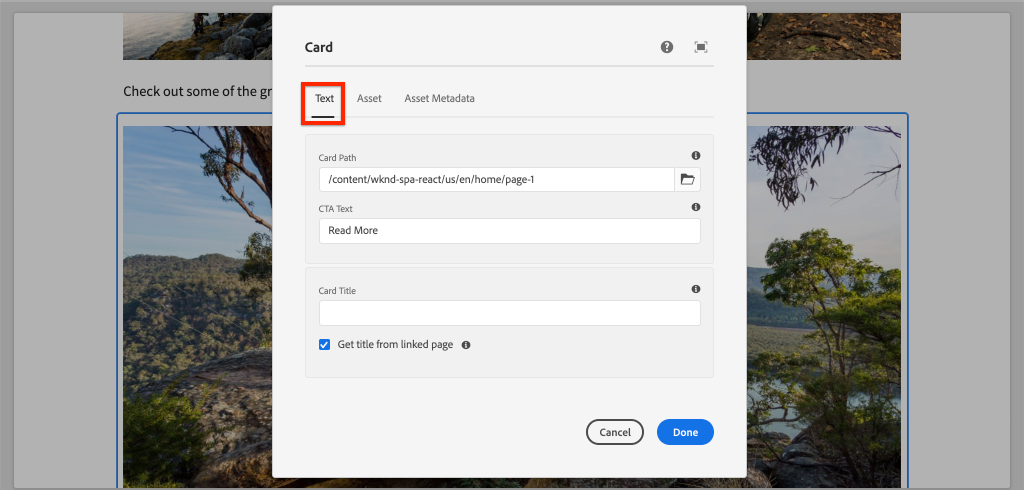 Check out some of the gr
Card
Text
Asset
Asset Metadata
Card Path
/content/wknd-spa-react/us/en/home/page-1
CTA Text
Read More
Card Title
Get title from linked page
Cancel
Done